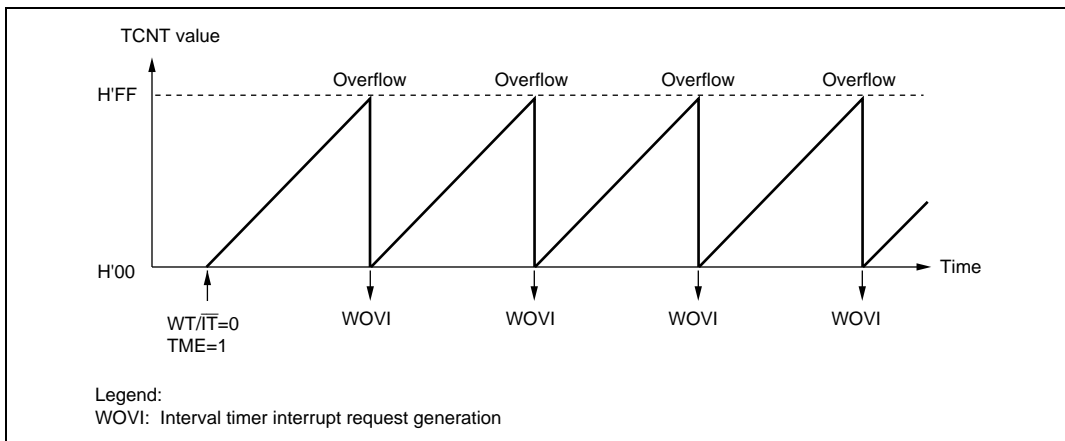 TCNT value
Overflow Overflow Overflow Overflow
H'FF
H'00
Time
WT/I̅T̅=0
TME=1
WOVI WOVI WOVI WOVI
Legend:
WOVI: Interval timer interrupt request generation